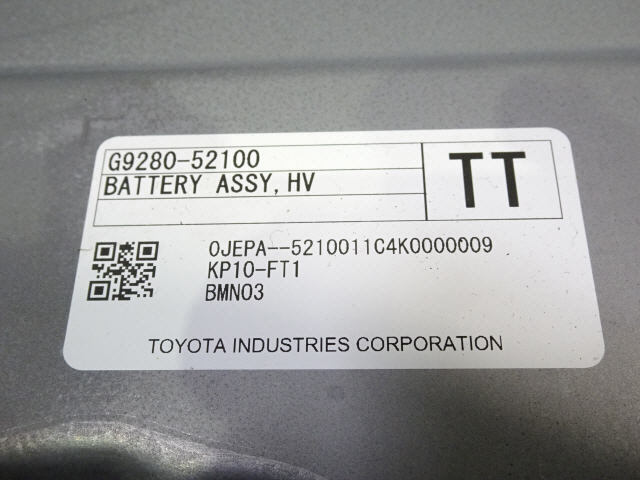 G9280-52100
BATTERY ASSY, HV
TT
0JEPA--5210011C4K0000009
KP10-FT1
BMN03
TOYOTA INDUSTRIES CORPORATION